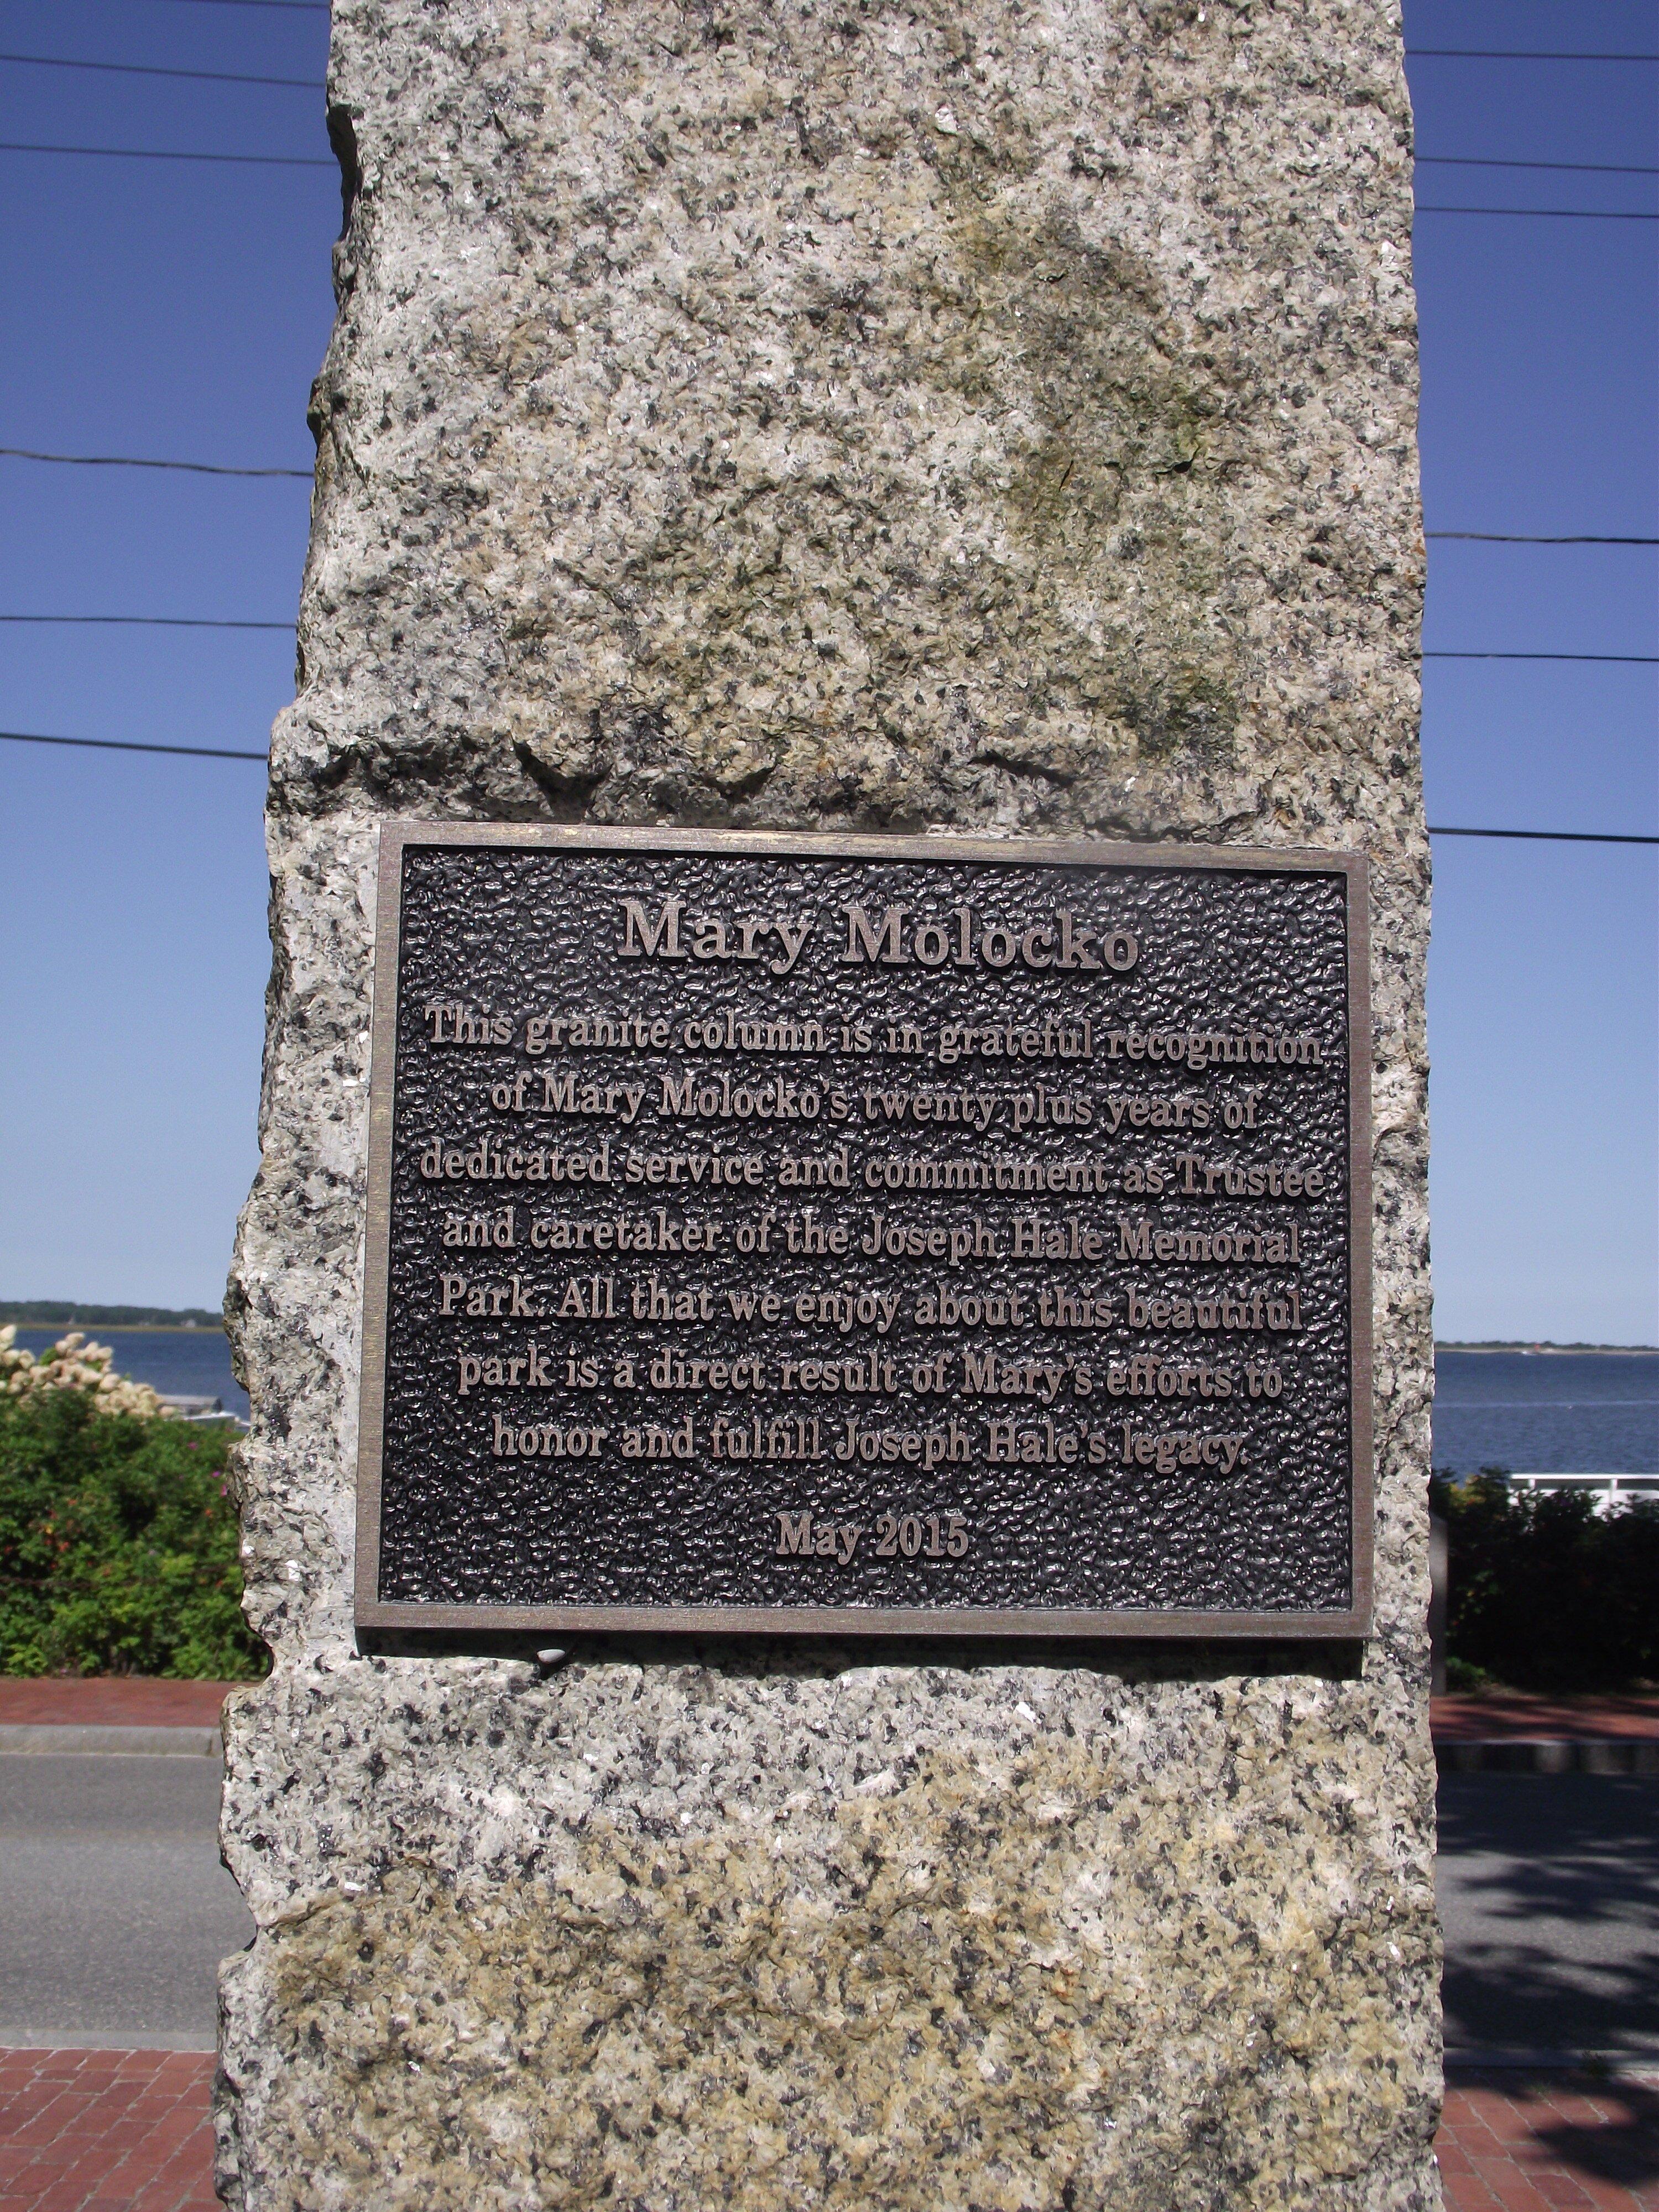 Mary Molocko
This granite column is in grateful recognition
of Mary Molocko's twenty plus years of
dedicated service and commitment as Trustee
and caretaker of the Joseph Hale Memorial
Park. All that we enjoy about this beautiful
park is a direct result of Mary's efforts to
honor and fulfill Joseph Hale's legacy.
May 2015